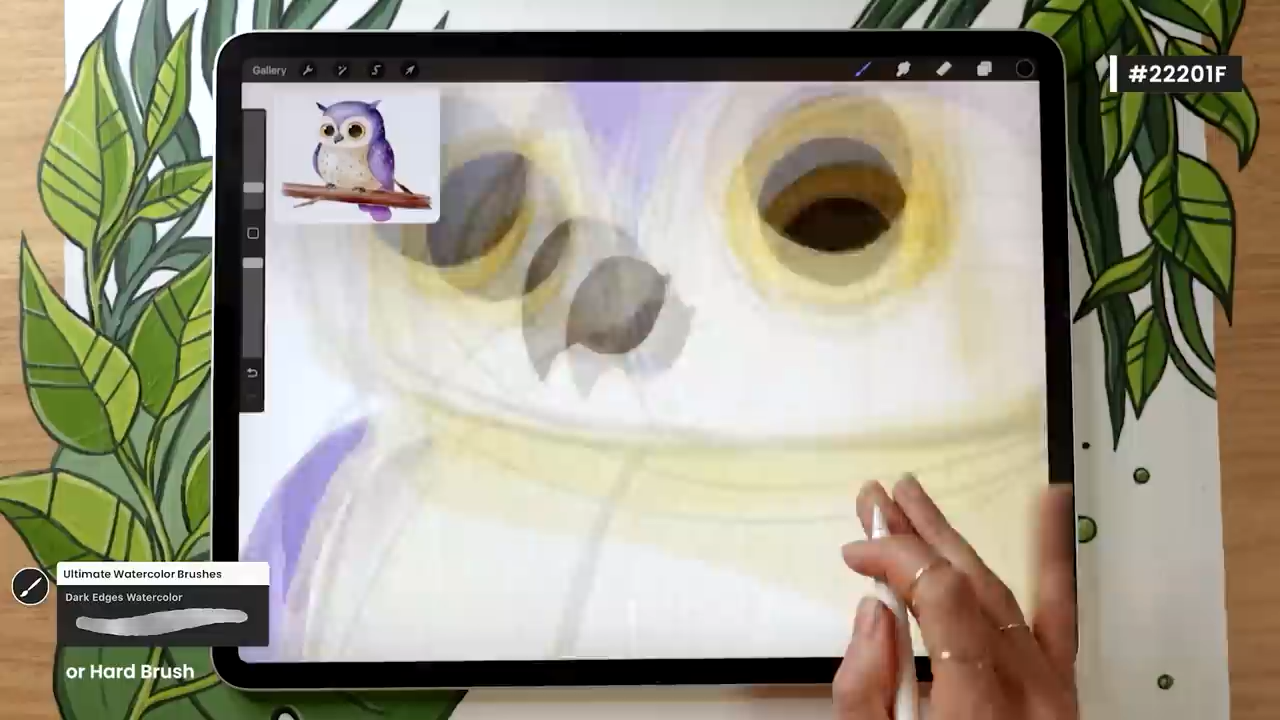 Gallery
#22201F
Ultimate Watercolor Brushes
Dark Edges Watercolor
or Hard Brush